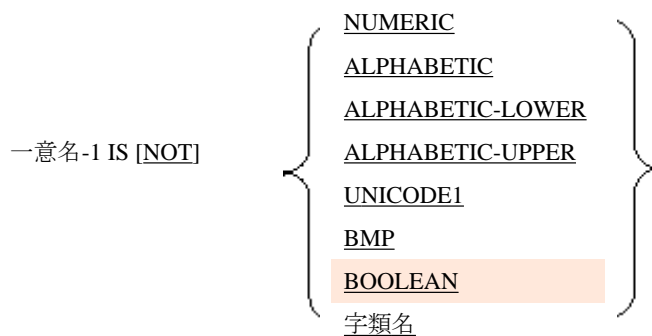 NUMERIC
ALPHABETIC
ALPHABETIC-LOWER
一意名-1 IS [NOT] ALPHABETIC-UPPER
UNICODE1
BMP
BOOLEAN
字類名